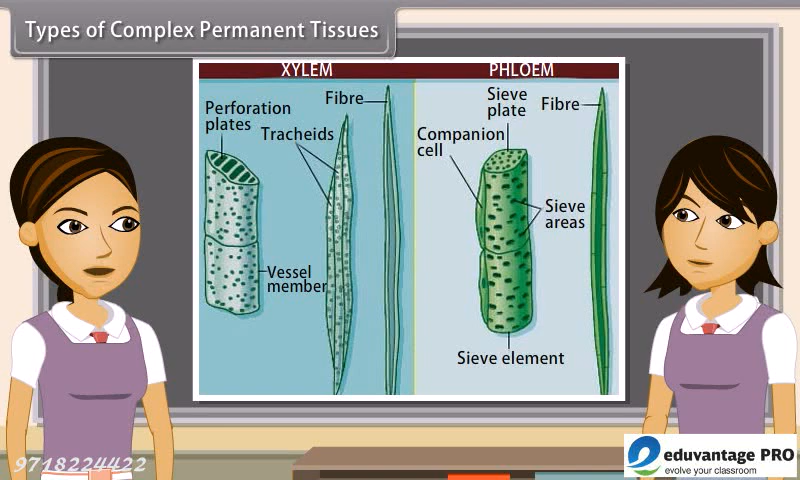 Types of Complex Permanent Tissues
XYLEM
PHLOEM
Perforation
plates
Tracheids
Fibre
Vessel
member
Sieve
plate
Fibre
Companion
cell
Sieve
areas
Sieve element
9718224422
eduvantage PRO
evolve your classroom